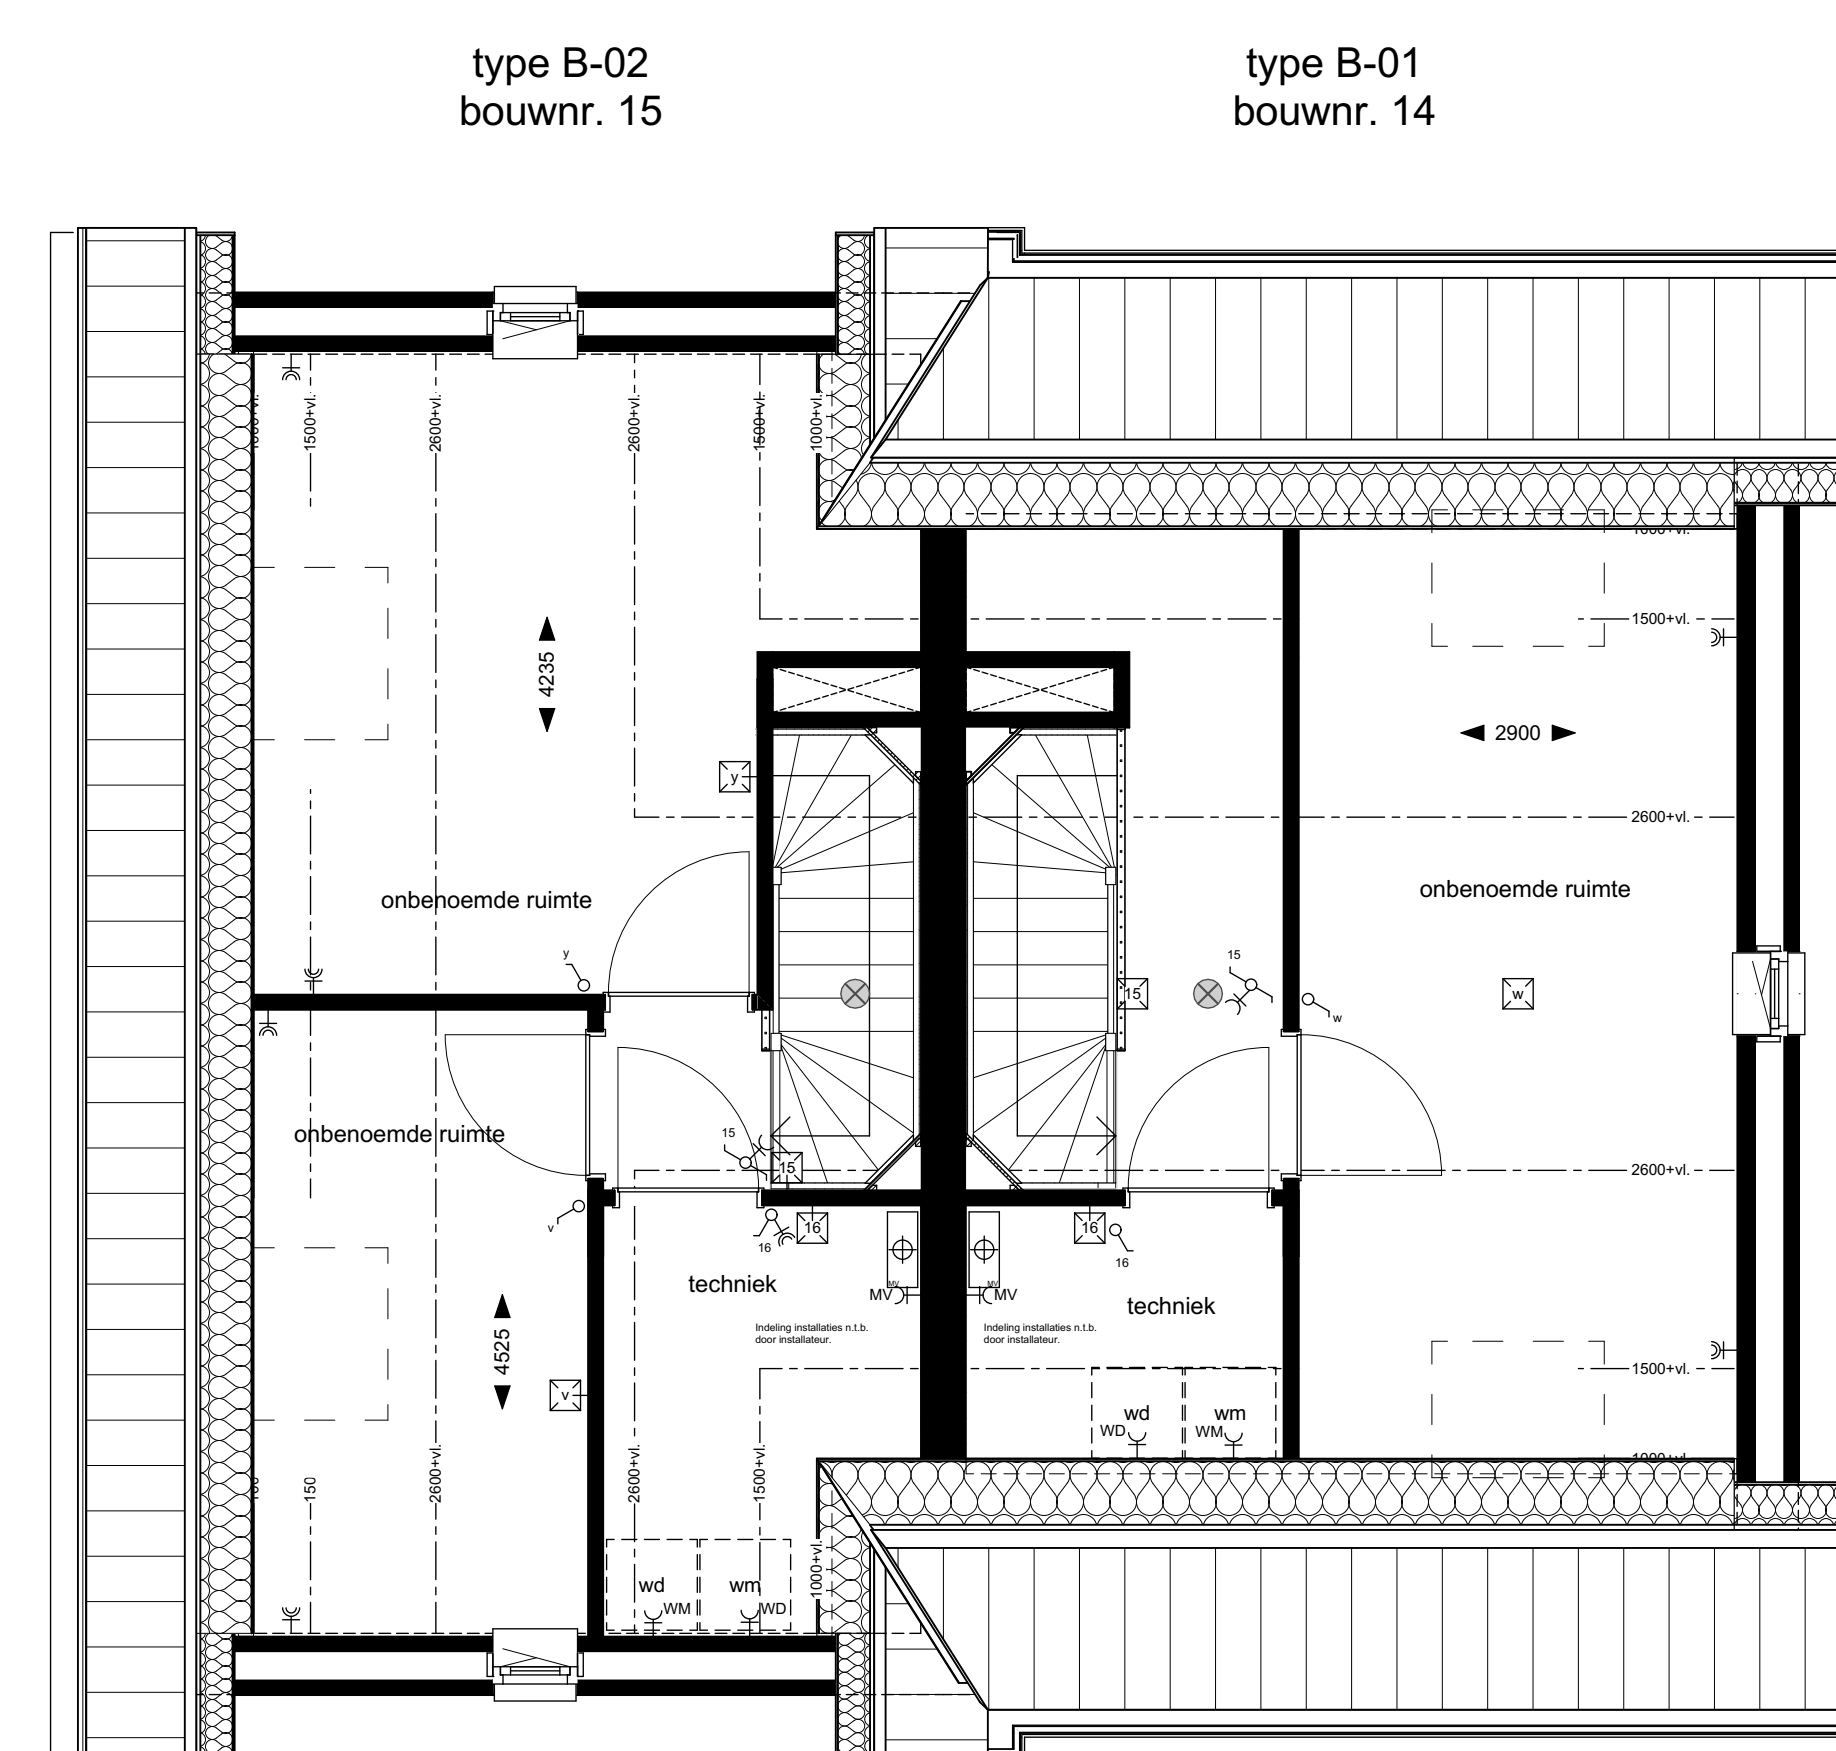 type B-02
bouwnr. 15
type B-01
bouwnr. 14
1500+vl.
2600+vl.
2600+vl.
1500+vl.
1000+vl.
1500+vl.
4235
2900
y
2600+vl.
onbenoemde ruimte
onbenoemde ruimte
y
15
15
w
w
onbenoemde ruimte
15
15
2600+vl.
v
16
16
16
16
techniek
techniek
MV
MV
MV
MV
Indeling installaties n.t.b.
door installateur.
Indeling installaties n.t.b.
door installateur.
4525
1500+vl.
v
wd
wm
WD
WM
150
2600+vl.
2600+vl.
1500+vl.
1000+vl.
wd
wm
WM
WD